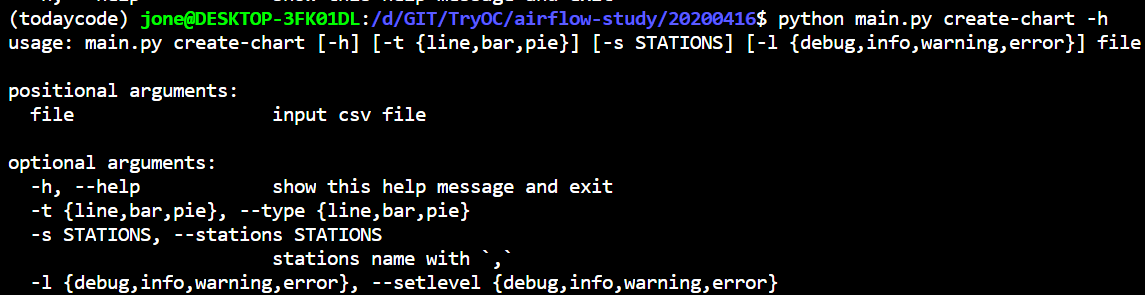 (todaycode) jone@DESKTOP-3FK01DL:/d/GIT/TryOC/airflow-study/20200416$ python main.py create-chart -h
usage: main.py create-chart [-h] [-t {line,bar,pie}] [-s STATIONS] [-l {debug,info,warning,error}] file
positional arguments:
file input csv file
optional arguments:
-h, --help show this help message and exit
-t {line,bar,pie}, --type {line,bar,pie}
-s STATIONS, --stations STATIONS
stations name with `,`
-l {debug,info,warning,error}, --setlevel {debug,info,warning,error}